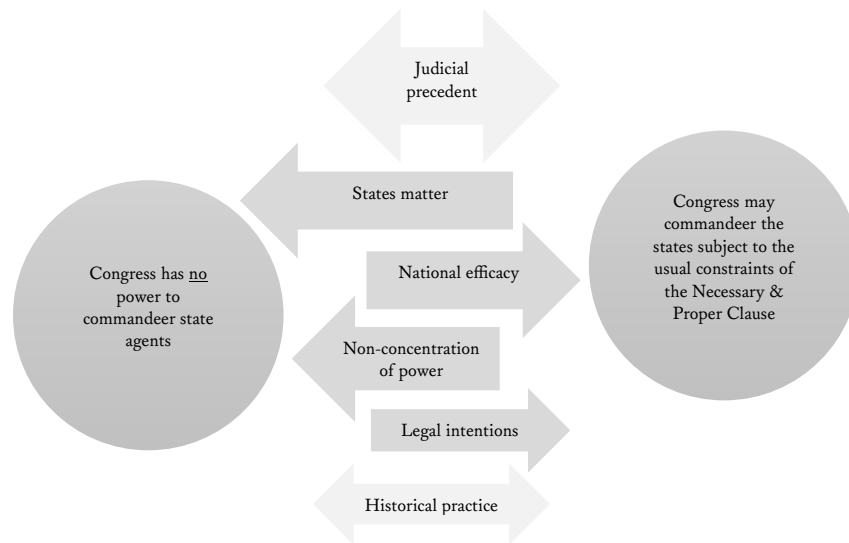 Judicial
precedent
States matter
Congress has no
power to
commandeer state
agents
National efficacy
Non-concentration
of power
Legal intentions
Historical practice
Congress may
commandeer the
states subject to the
usual constraints of
the Necessary &
Proper Clause